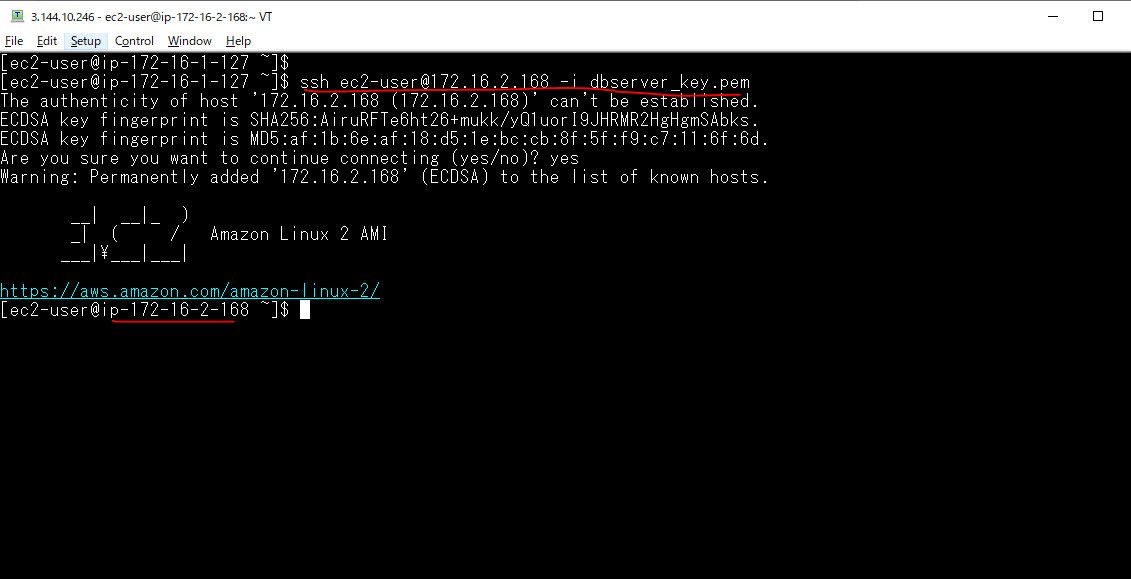 3.144.10.246 - ec2-user@ip-172-16-2-168:~ VT
File Edit Setup Control Window Help
[ec2-user@ip-172-16-1-127 ~]$
[ec2-user@ip-172-16-1-127 ~]$ ssh ec2-user@172.16.2.168 -i dbserver_key.pem
The authenticity of host '172.16.2.168 (172.16.2.168)' can't be established.
ECDSA key fingerprint is SHA256:AiruRFTe6ht26+mukk/yQ1uorI9JHRMR2HgHgmSAbks.
ECDSA key fingerprint is MD5:af:1b:6e:af:18:d5:1e:bc:cb:8f:5f:f9:c7:11:6f:6d.
Are you sure you want to continue connecting (yes/no)? yes
Warning: Permanently added '172.16.2.168' (ECDSA) to the list of known hosts.
__|  __|_  )
_|  (     /   Amazon Linux 2 AMI
___|¥___|___|
https://aws.amazon.com/amazon-linux-2/
[ec2-user@ip-172-16-2-168 ~]$